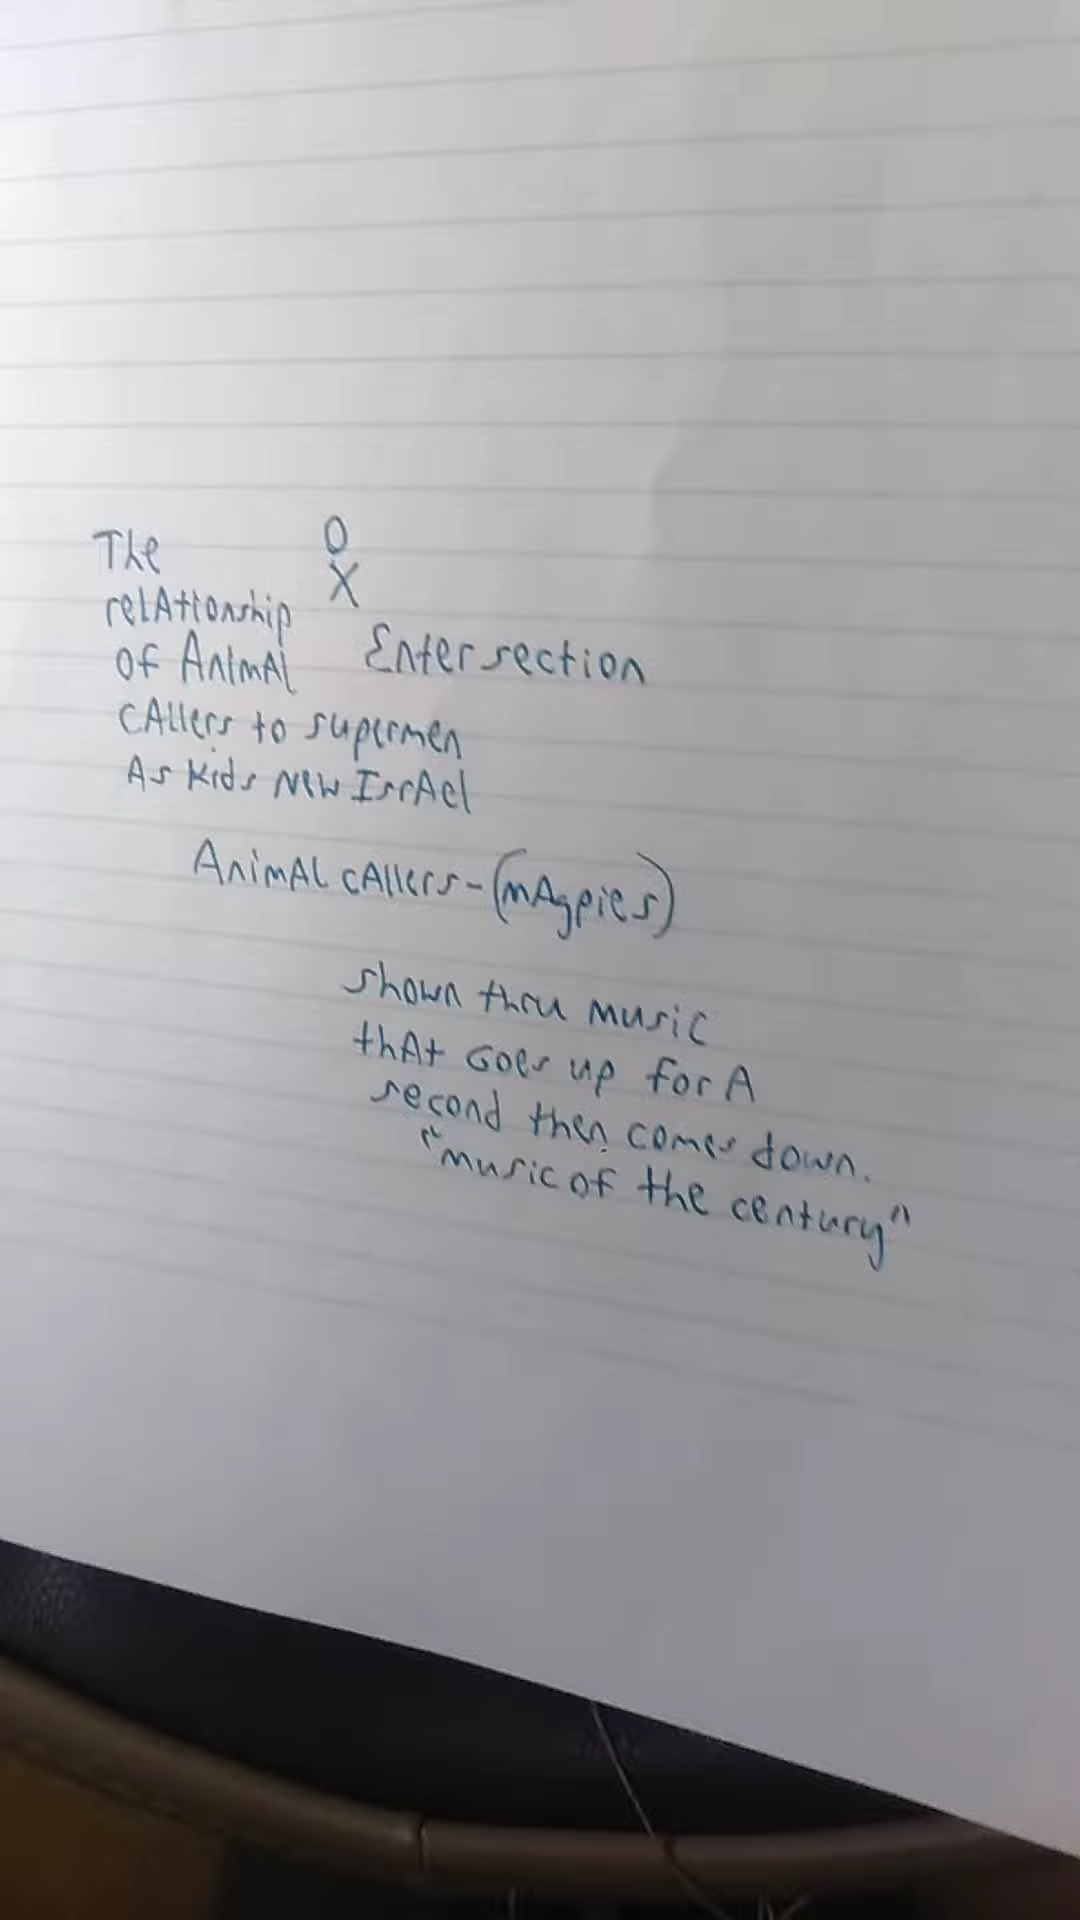 The
O
X
relAtionship
Entersection
of AnimAl
cAllers to supermen
As kids New IsrAel
AnimAL cAllers-(mAgpies)
shown thru music
thAt Goes up for A
second then comes down.
"music of the century"